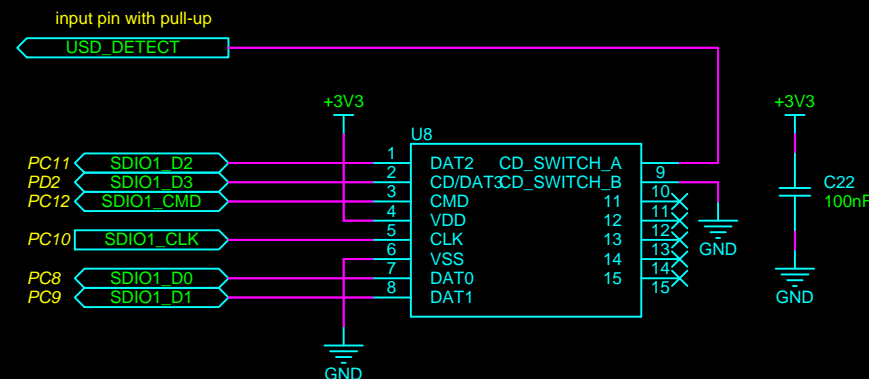 input pin with pull-up
USD_DETECT
+3V3
+3V3
U8
PC11 SDIO1_D2 1 DAT2 CD_SWITCH_A
PD2 SDIO1_D3 2 CD/DAT3 CD_SWITCH_B 9
PC12 SDIO1_CMD 3 CMD 11 10
4 VDD 12 11
PC10 SDIO1_CLK 5 CLK 13 12
6 VSS 14 13
PC8 SDIO1_D0 7 DAT0 15 14
PC9 SDIO1_D1 8 DAT1 15
C22
100nF
GND
GND
GND